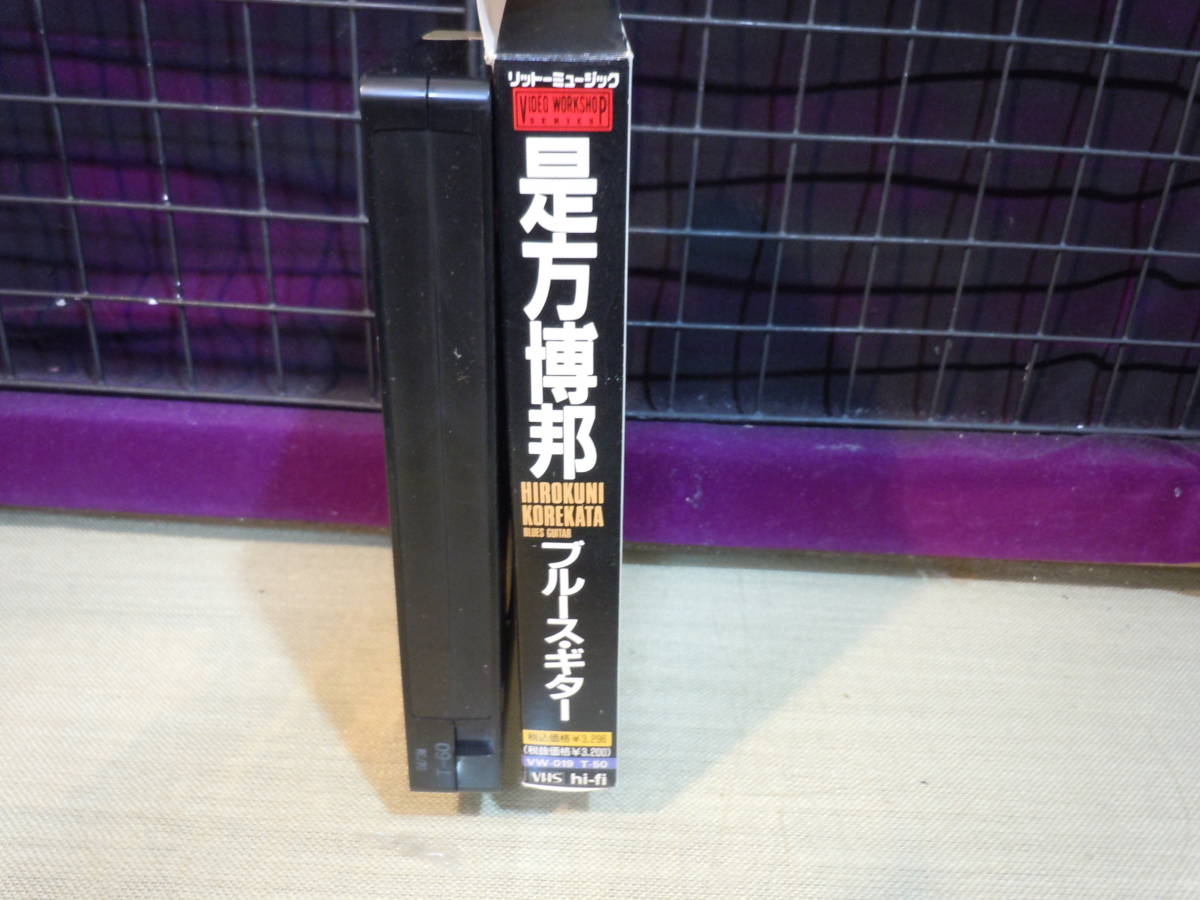 リットーミュージック
VIDEO WORKSHOP
SERIES
是方博邦
HIROKUNI
KOREKATA
BLUES GUITAR
ブルース・ギター
税込価格¥3,296
(税抜価格¥3,200)
VW-019 T-50
VHS hi-fi
T-60